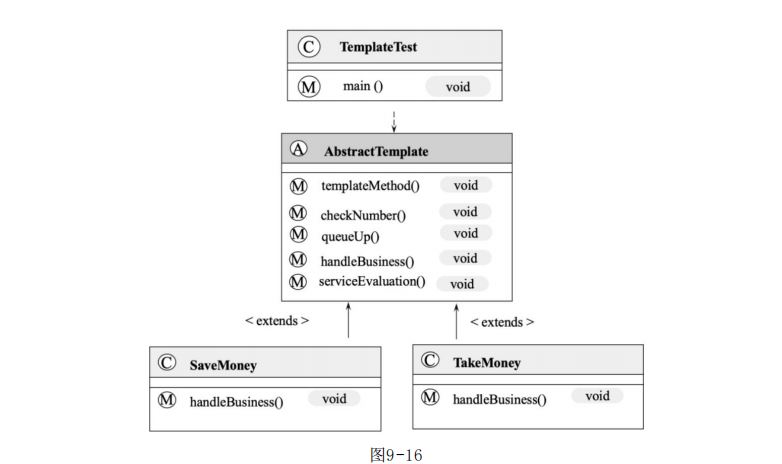 C TemplateTest
M main () void
A AbstractTemplate
M templateMethod() void
M checkNumber() void
M queueUp() void
M handleBusiness() void
M serviceEvaluation() void
< extends > < extends >
C SaveMoney
M handleBusiness() void
C TakeMoney
M handleBusiness() void
图9-16